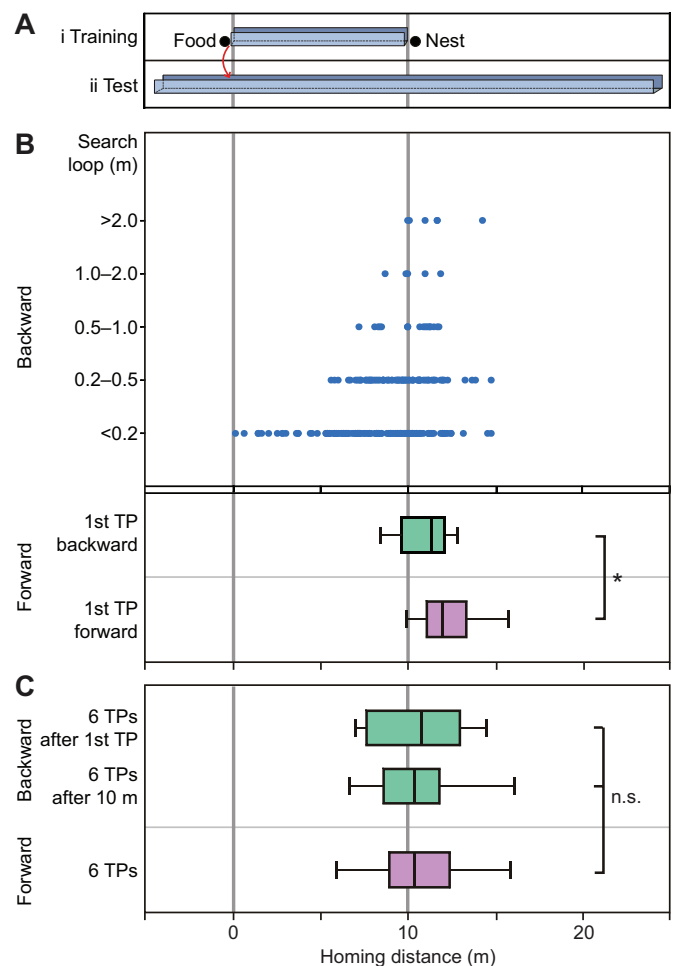 A
i Training
Food
Nest
ii Test
B
Search
loop (m)
Backward
>2.0
1.0–2.0
0.5–1.0
0.2–0.5
<0.2
Forward
1st TP
backward
1st TP
forward
*
C
Backward
6 TPs
after 1st TP
6 TPs
after 10 m
n.s.
Forward
6 TPs
0
10
20
Homing distance (m)